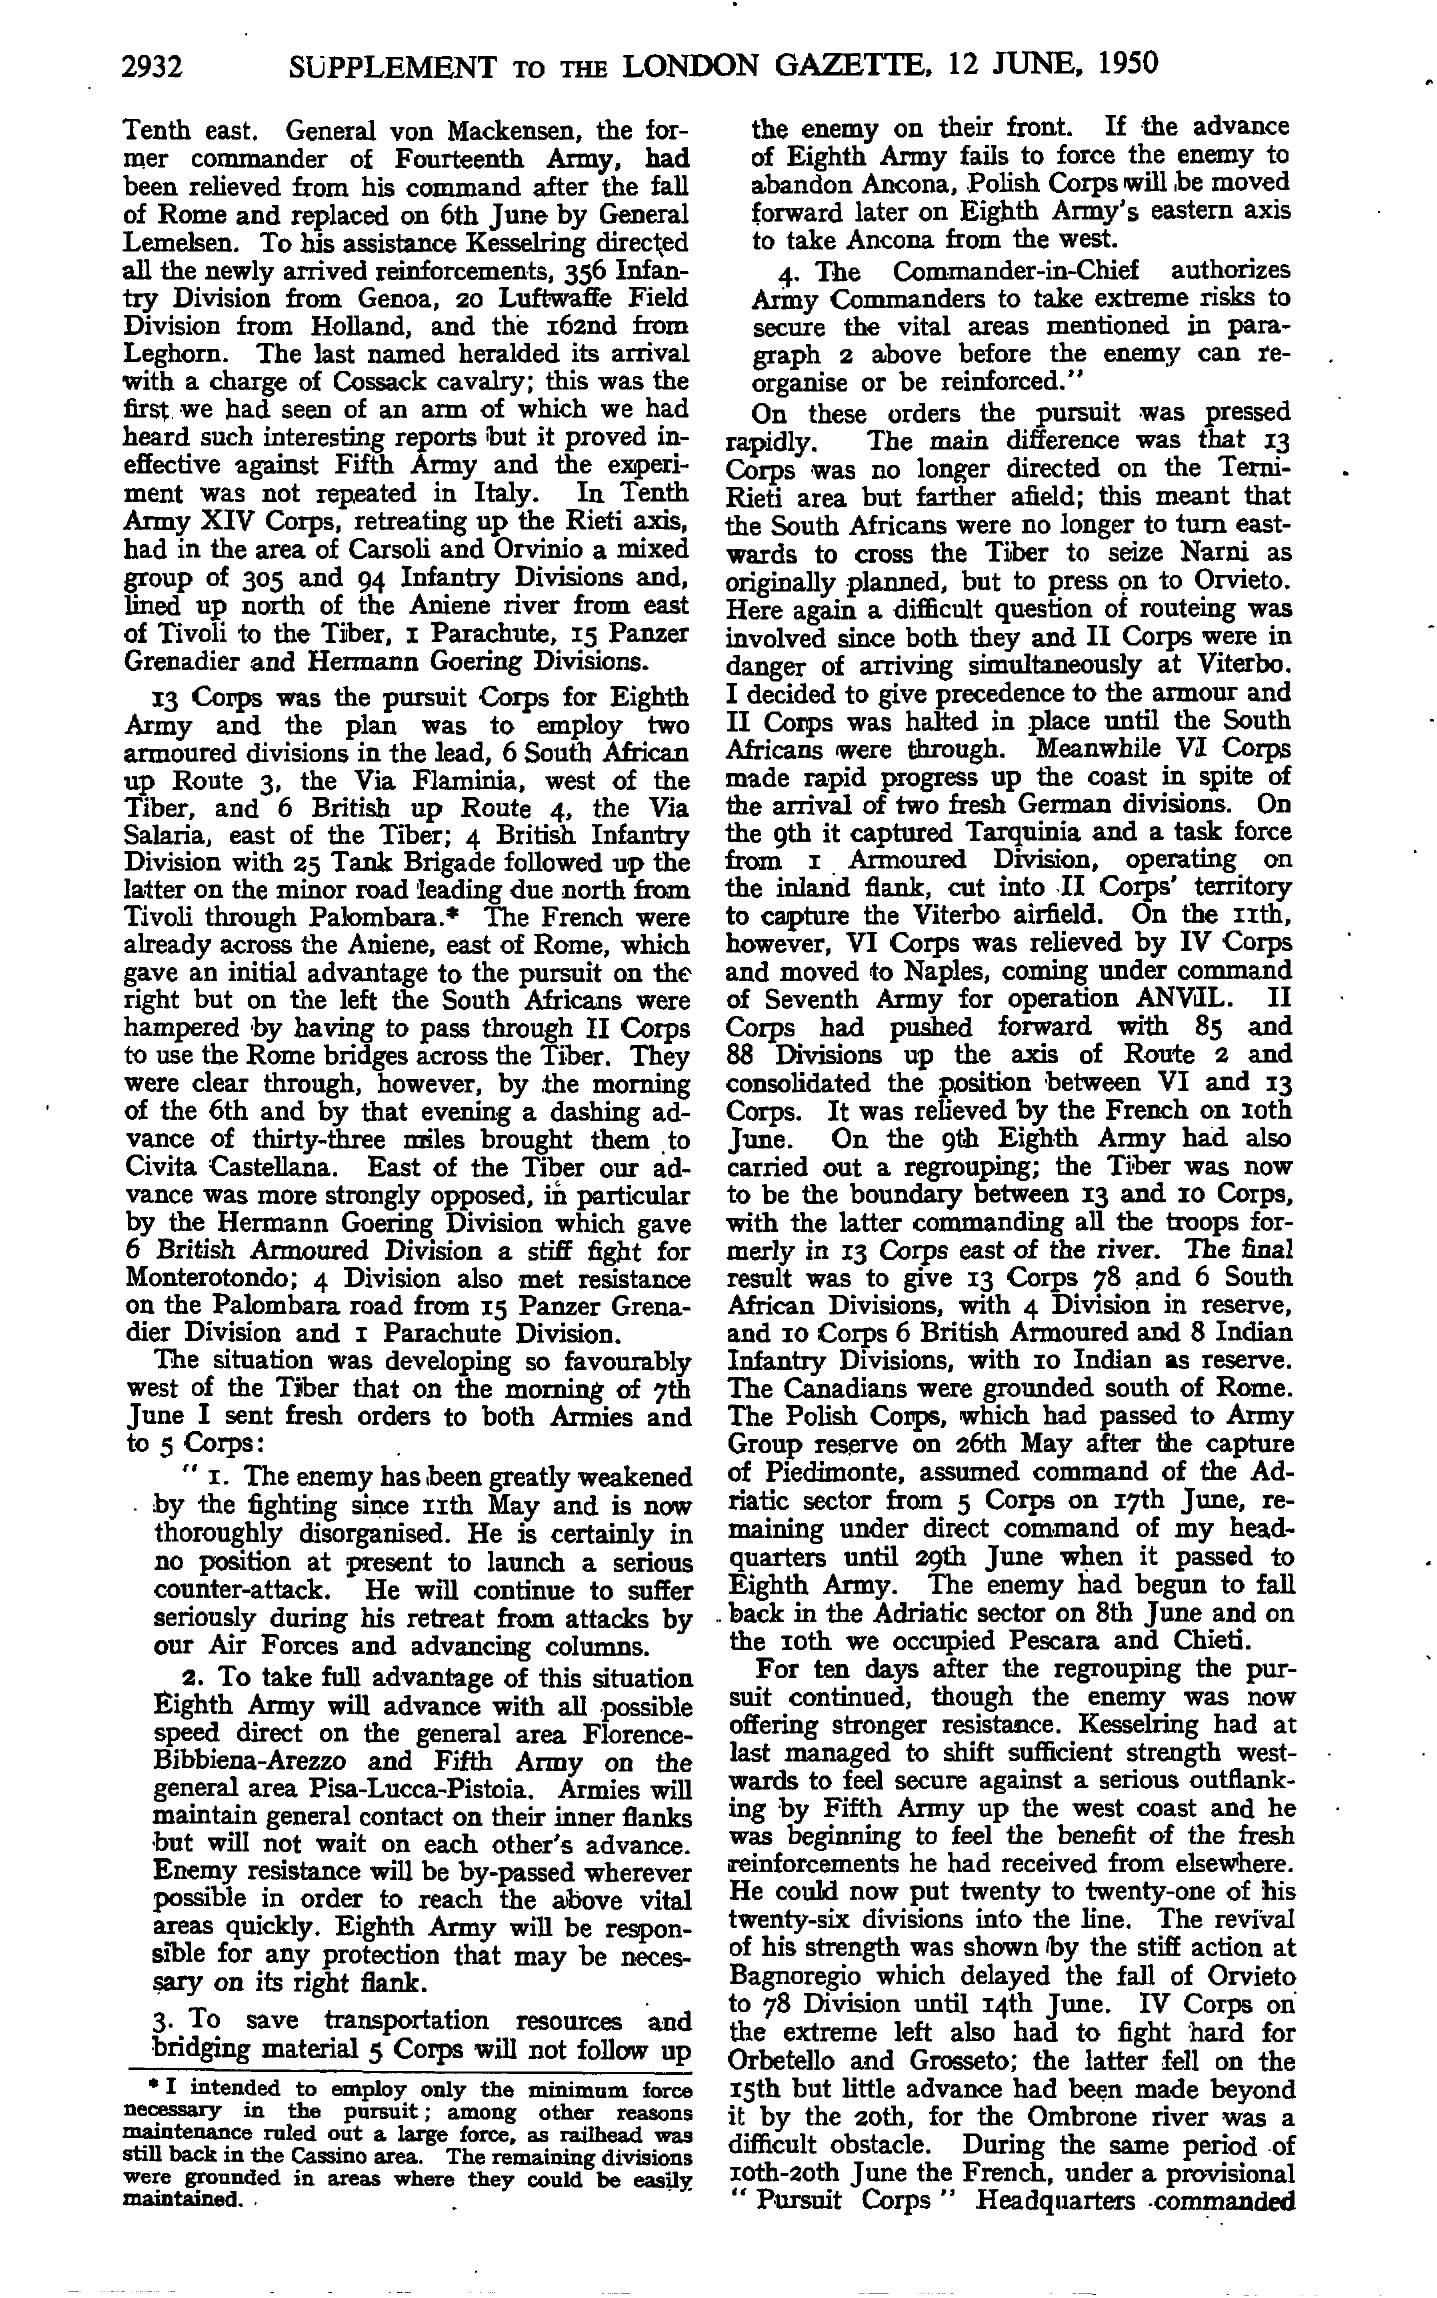 2932 SUPPLEMENT TO THE LONDON GAZETTE, 12 JUNE, 1950
Tenth east. General von Mackensen, the for-
mer commander of Fourteenth Army, had
been relieved from his command after the fall
of Rome and replaced on 6th June by General
Lemelsen. To his assistance Kesselring directed
all the newly arrived reinforcements, 356 Infan-
try Division from Genoa, 20 Luftwaffe Field
Division from Holland, and the 162nd from
Leghorn. The last named heralded its arrival
with a charge of Cossack cavalry; this was the
first we had seen of an arm of which we had
heard such interesting reports but it proved in-
effective against Fifth Army and the experi-
ment was not repeated in Italy. In Tenth
Army XIV Corps, retreating up the Rieti axis,
had in the area of Carsoli and Orvinio a mixed
group of 305 and 94 Infantry Divisions and,
lined up north of the Aniene river from east
of Tivoli to the Tiber, 1 Parachute, 15 Panzer
Grenadier and Hermann Goering Divisions.
13 Corps was the pursuit Corps for Eighth
Army and the plan was to employ two
armoured divisions in the lead, 6 South African
up Route 3, the Via Flaminia, west of the
Tiber, and 6 British up Route 4, the Via
Salaria, east of the Tiber; 4 British Infantry
Division with 25 Tank Brigade followed up the
latter on the minor road leading due north from
Tivoli through Palombara.* The French were
already across the Aniene, east of Rome, which
gave an initial advantage to the pursuit on the
right but on the left the South Africans were
hampered by having to pass through II Corps
to use the Rome bridges across the Tiber. They
were clear through, however, by the morning
of the 6th and by that evening a dashing ad-
vance of thirty-three miles brought them to
Civita Castellana. East of the Tiber our ad-
vance was more strongly opposed, in particular
by the Hermann Goering Division which gave
6 British Armoured Division a stiff fight for
Monterotondo; 4 Division also met resistance
on the Palombara road from 15 Panzer Grena-
dier Division and 1 Parachute Division.
The situation was developing so favourably
west of the Tiber that on the morning of 7th
June I sent fresh orders to both Armies and
to 5 Corps:
" 1. The enemy has been greatly weakened
by the fighting since 11th May and is now
thoroughly disorganised. He is certainly in
no position at present to launch a serious
counter-attack. He will continue to suffer
seriously during his retreat from attacks by
our Air Forces and advancing columns.
2. To take full advantage of this situation
Eighth Army will advance with all possible
speed direct on the general area Florence-
Bibbiena-Arezzo and Fifth Army on the
general area Pisa-Lucca-Pistoia. Armies will
maintain general contact on their inner flanks
but will not wait on each other's advance.
Enemy resistance will be by-passed wherever
possible in order to reach the above vital
areas quickly. Eighth Army will be respon-
sible for any protection that may be neces-
sary on its right flank.
3. To save transportation resources and
bridging material 5 Corps will not follow up
* I intended to employ only the minimum force
necessary in the pursuit; among other reasons
maintenance ruled out a large force, as railhead was
still back in the Cassino area. The remaining divisions
were grounded in areas where they could be easily
maintained.
the enemy on their front. If the advance
of Eighth Army fails to force the enemy to
abandon Ancona, Polish Corps will be moved
forward later on Eighth Army's eastern axis
to take Ancona from the west.
4. The Commander-in-Chief authorizes
Army Commanders to take extreme risks to
secure the vital areas mentioned in para-
graph 2 above before the enemy can re-
organise or be reinforced."
On these orders the pursuit was pressed
rapidly. The main difference was that 13
Corps was no longer directed on the Terni-
Rieti area but farther afield; this meant that
the South Africans were no longer to turn east-
wards to cross the Tiber to seize Narni as
originally planned, but to press on to Orvieto.
Here again a difficult question of routeing was
involved since both they and II Corps were in
danger of arriving simultaneously at Viterbo.
I decided to give precedence to the armour and
II Corps was halted in place until the South
Africans were through. Meanwhile VI Corps
made rapid progress up the coast in spite of
the arrival of two fresh German divisions. On
the 9th it captured Tarquinia and a task force
from 1 Armoured Division, operating on
the inland flank, cut into II Corps' territory
to capture the Viterbo airfield. On the 11th,
however, VI Corps was relieved by IV Corps
and moved to Naples, coming under command
of Seventh Army for operation ANVIL. II
Corps had pushed forward with 85 and
88 Divisions up the axis of Route 2 and
consolidated the position between VI and 13
Corps. It was relieved by the French on 10th
June. On the 9th Eighth Army had also
carried out a regrouping; the Tiber was now
to be the boundary between 13 and 10 Corps,
with the latter commanding all the troops for-
merly in 13 Corps east of the river. The final
result was to give 13 Corps 78 and 6 South
African Divisions, with 4 Division in reserve,
and 10 Corps 6 British Armoured and 8 Indian
Infantry Divisions, with 10 Indian as reserve.
The Canadians were grounded south of Rome.
The Polish Corps, which had passed to Army
Group reserve on 26th May after the capture
of Piedimonte, assumed command of the Ad-
riatic sector from 5 Corps on 17th June, re-
maining under direct command of my head-
quarters until 29th June when it passed to
Eighth Army. The enemy had begun to fall
back in the Adriatic sector on 8th June and on
the 10th we occupied Pescara and Chieti.
For ten days after the regrouping the pur-
suit continued, though the enemy was now
offering stronger resistance. Kesselring had at
last managed to shift sufficient strength west-
wards to feel secure against a serious outflank-
ing by Fifth Army up the west coast and he
was beginning to feel the benefit of the fresh
reinforcements he had received from elsewhere.
He could now put twenty to twenty-one of his
twenty-six divisions into the line. The revival
of his strength was shown by the stiff action at
Bagnoregio which delayed the fall of Orvieto
to 78 Division until 14th June. IV Corps on
the extreme left also had to fight hard for
Orbetello and Grosseto; the latter fell on the
15th but little advance had been made beyond
it by the 20th, for the Ombrone river was a
difficult obstacle. During the same period of
10th-20th June the French, under a provisional
" Pursuit Corps " Headquarters commanded